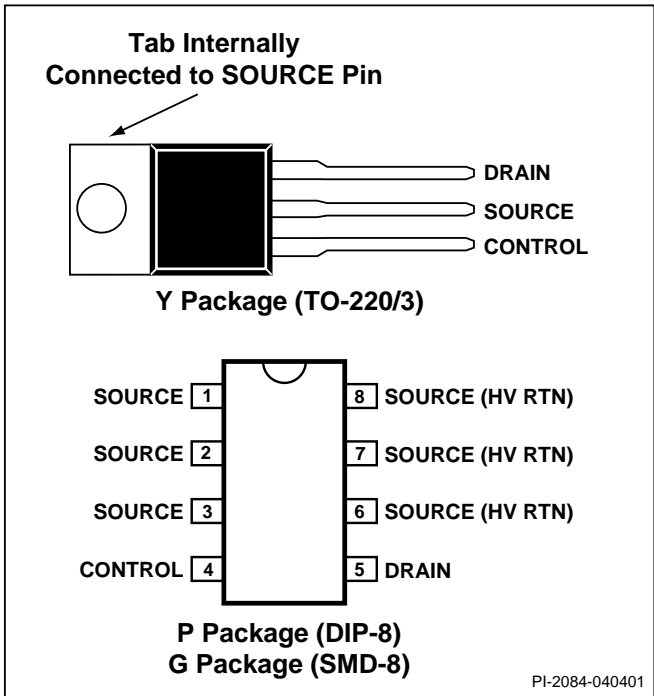 Tab Internally
Connected to SOURCE Pin
DRAIN
SOURCE
CONTROL
Y Package (TO-220/3)
SOURCE 1 8 SOURCE (HV RTN)
SOURCE 2 7 SOURCE (HV RTN)
SOURCE 3 6 SOURCE (HV RTN)
CONTROL 4 5 DRAIN
P Package (DIP-8)
G Package (SMD-8)
PI-2084-040401